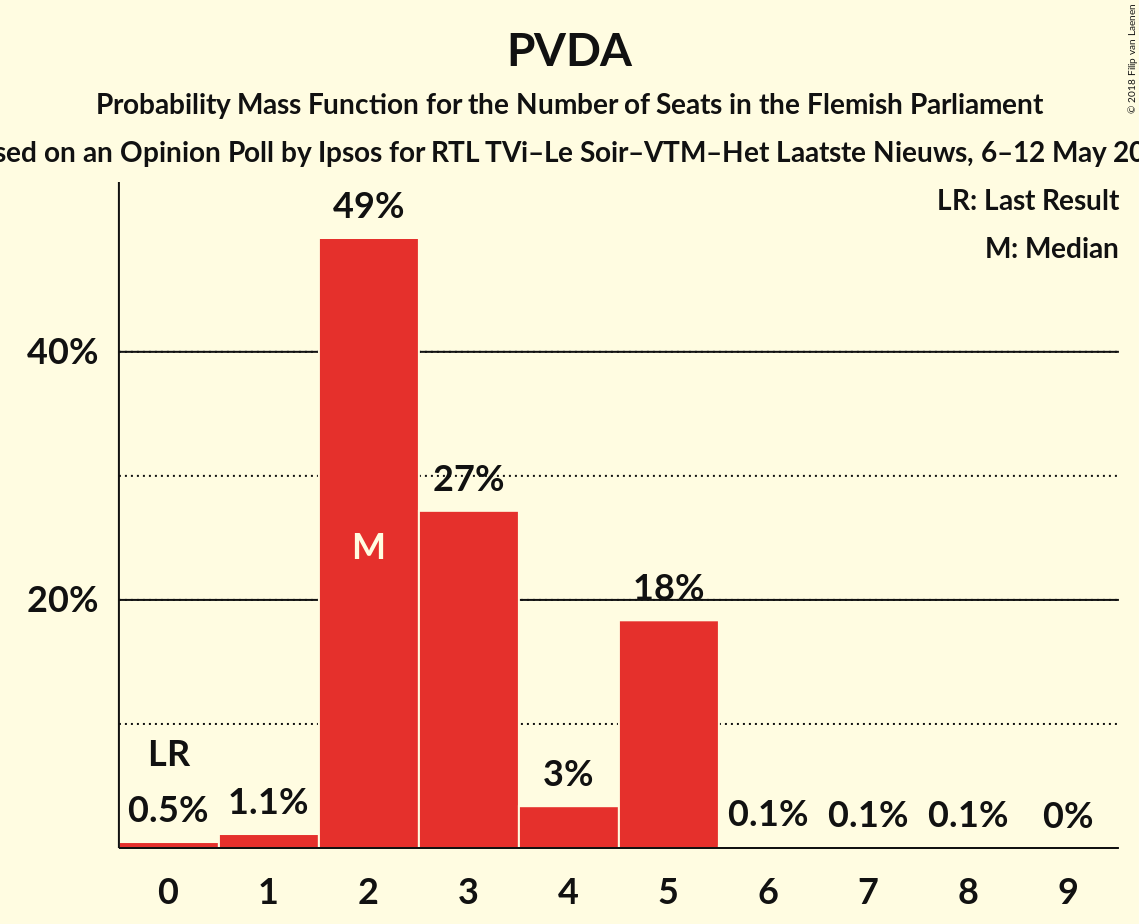 PVDA
Probability Mass Function for the Number of Seats in the Flemish Parliament
on an Opinion Poll by Ipsos for RTL TVi–Le Soir–VTM–Het Laatste Nieuws, 6–12 May
© 2018 Filip van Laenen
LR: Last Result
M: Median
49%
40%
27%
M
20%
18%
LR
0.5%
1.1%
3%
0.1%
0.1%
0.1%
0%
0 1 2 3 4 5 6 7 8 9